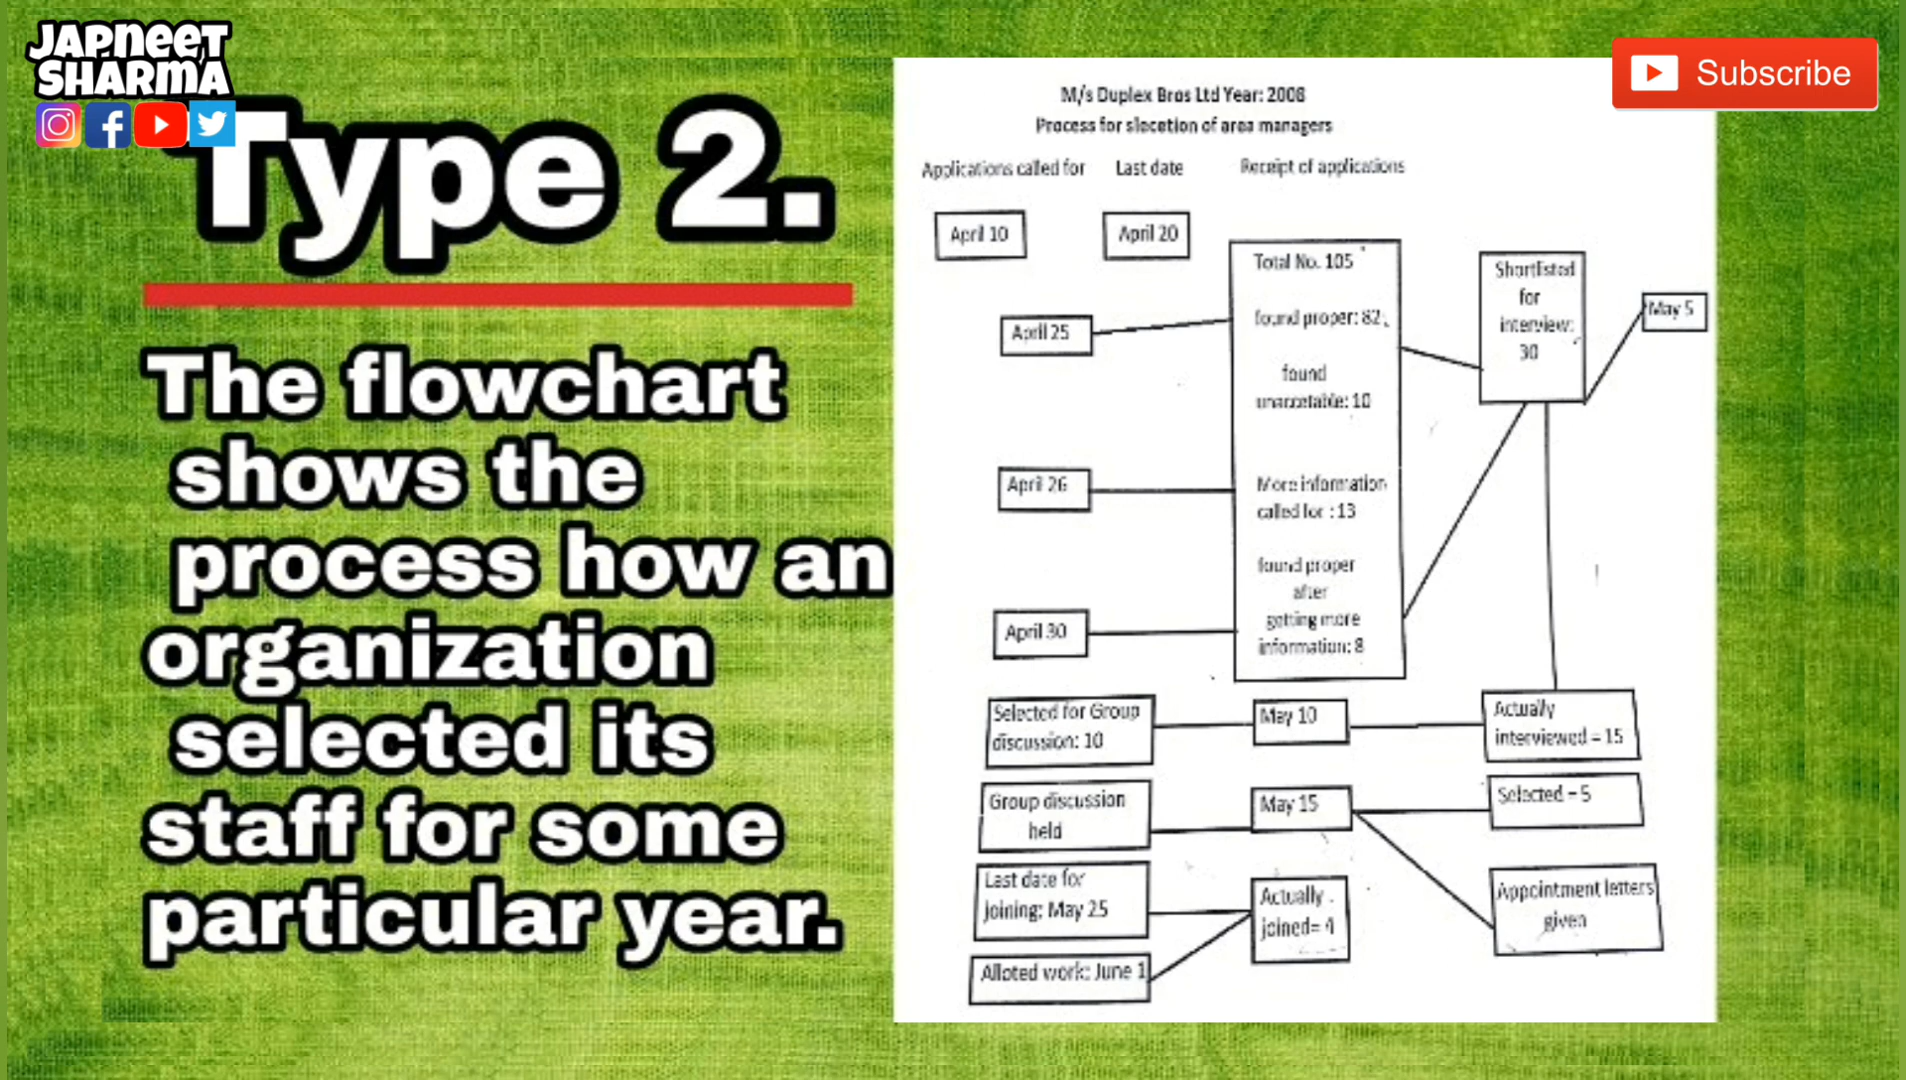 JAPNEET
SHARMA
Subscribe
Type 2.
The flowchart
shows the
process how an
organization
selected its
staff for some
particular year.
M/s Duplex Bros Ltd Year: 2008
Process for slecetion of area managers
Applications called for
Last date
Receipt of applications
April 10
April 20
Total No. 105
found proper: 82
found
unaccetable: 10
More information
called for : 13
found proper
after
getting more
information: 8
Shortlisted
for
interview:
30
May 5
April 25
April 26
April 30
Selected for Group
discussion: 10
May 10
Actually
interviewed = 15
Group discussion
held
May 15
Selected = 5
Last date for
joining: May 25
Actually
joined= 4
Appointment letters
given
Alloted work: June 1